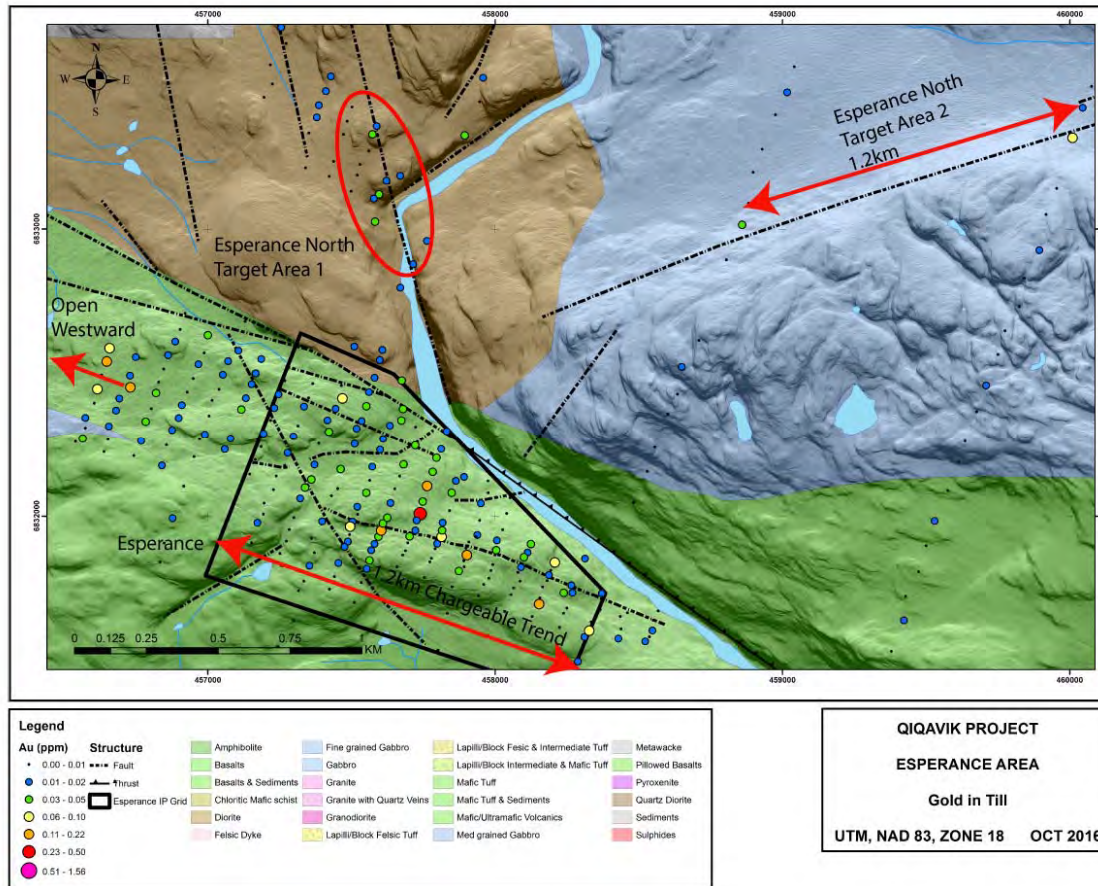 457000 458000 459000 460000
N
W E
S
Esperance Noth
Target Area 2
1.2km
6833000
6833000
Esperance North
Target Area 1
Open
Westward
6832000
6832000
Esperance
1.2km Chargeable Trend
0 0.125 0.25 0.5 0.75 1
KM
457000 458000 459000 460000
Legend
Au (ppm)
0.00 - 0.01
0.01 - 0.02
0.03 - 0.05
0.06 - 0.10
0.11 - 0.22
0.23 - 0.50
0.51 - 1.56
Structure
Fault
Thrust
Esperance IP Grid
Amphibolite
Basalts
Basalts & Sediments
Chloritic Mafic schist
Diorite
Felsic Dyke
Fine grained Gabbro
Gabbro
Granite
Granite with Quartz Veins
Granodiorite
Lapilli/Block Felsic Tuff
Lapilli/Block Fesic & Intermediate Tuff
Lapilli/Block Intermediate & Mafic Tuff
Mafic Tuff
Mafic Tuff & Sediments
Mafic/Ultramafic Volcanics
Med grained Gabbro
Metawacke
Pillowed Basalts
Pyroxenite
Quartz Diorite
Sediments
Sulphides
QIQAVIK PROJECT
ESPERANCE AREA
Gold in Till
UTM, NAD 83, ZONE 18 OCT 2016